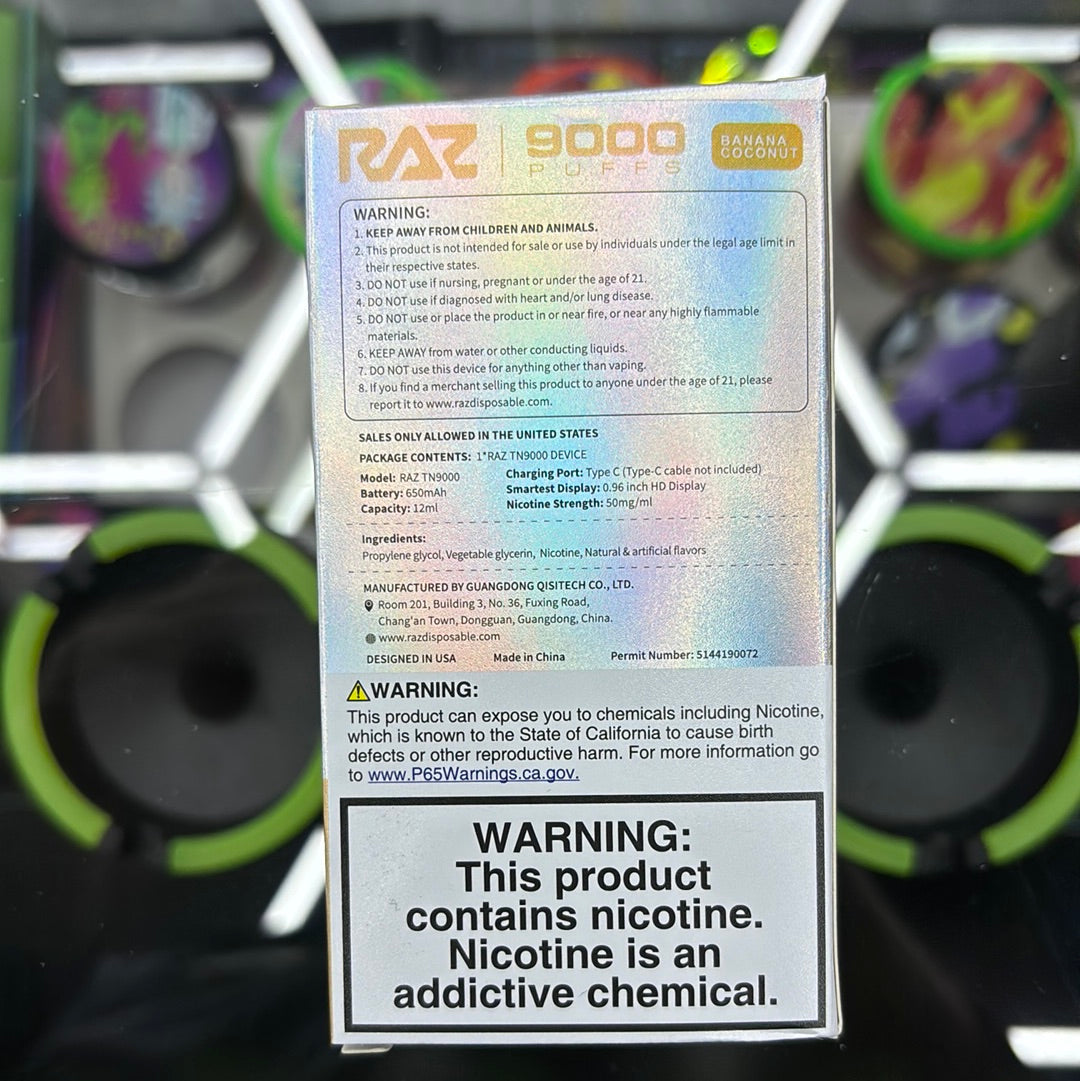 RAZ 9000 PUFFS BANANA COCONUT
WARNING:
1. KEEP AWAY FROM CHILDREN AND ANIMALS.
2. This product is not intended for sale or use by individuals under the legal age limit in
their respective states.
3. DO NOT use if nursing, pregnant or under the age of 21.
4. DO NOT use if diagnosed with heart and/or lung disease.
5. DO NOT use or place the product in or near fire, or near any highly flammable
materials.
6. KEEP AWAY from water or other conducting liquids.
7. DO NOT use this device for anything other than vaping.
8. If you find a merchant selling this product to anyone under the age of 21, please
report it to www.razdisposable.com.
SALES ONLY ALLOWED IN THE UNITED STATES
PACKAGE CONTENTS: 1*RAZ TN9000 DEVICE
Model: RAZ TN9000 Charging Port: Type C (Type-C cable not included)
Battery: 650mAh Smartest Display: 0.96 inch HD Display
Capacity: 12ml Nicotine Strength: 50mg/ml
Ingredients:
Propylene glycol, Vegetable glycerin, Nicotine, Natural & artificial flavors
MANUFACTURED BY GUANGDONG QISITECH CO., LTD.
Room 201, Building 3, No. 36, Fuxing Road,
Chang'an Town, Dongguan, Guangdong, China.
www.razdisposable.com
DESIGNED IN USA Made in China Permit Number: 5144190072
WARNING:
This product can expose you to chemicals including Nicotine,
which is known to the State of California to cause birth
defects or other reproductive harm. For more information go
to www.P65Warnings.ca.gov.
WARNING:
This product
contains nicotine.
Nicotine is an
addictive chemical.